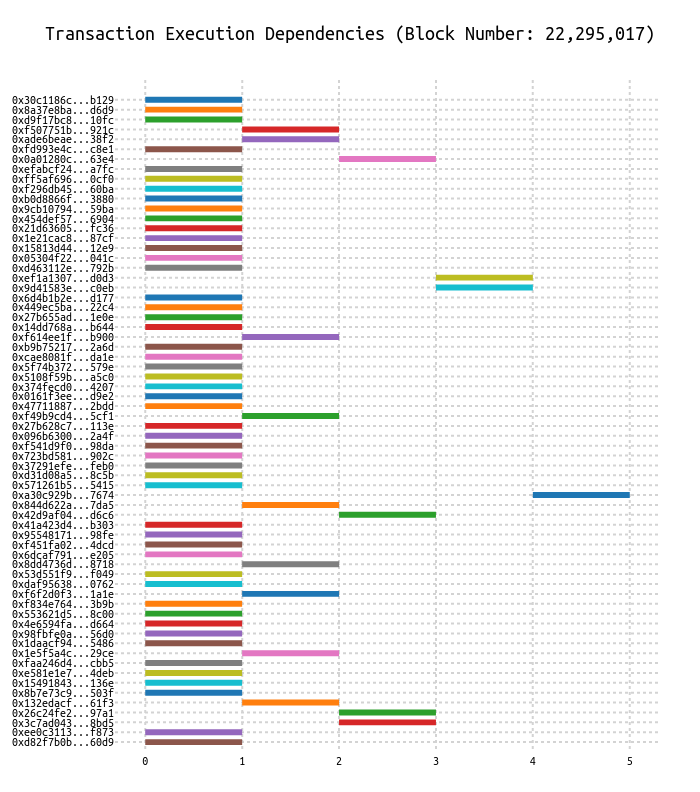 Transaction Execution Dependencies (Block Number: 22,295,017)
0x30c1186c...b129
0x8a37e8ba...d6d9
0xd9f17bc8...10fc
0xf507751b...921c
0xade6beae...38f2
0xfd993e4c...c8e1
0x0a01280c...63e4
0xefabcf24...a7fc
0xff5af696...0cf0
0xf296db45...60ba
0xb0d8866f...3880
0x9cb10794...59ba
0x454def57...6904
0x21d63605...fc36
0x1e21cac8...87cf
0x15813d44...12e9
0x05304f22...041c
0xd463112e...792b
0xef1a1307...d0d3
0x9d41583e...c0eb
0x6d4b1b2e...d177
0x449ec5ba...22c4
0x27b655ad...1e0e
0x14dd768a...b644
0xf614ee1f...b900
0xb9b75217...2a6d
0xcae8081f...da1e
0x5f74b372...579e
0x5108f59b...a5c0
0x374fecd0...4207
0x0161f3ee...d9e2
0x47711887...2bdd
0xf49b9cd4...5cf1
0x27b628c7...113e
0x096b6300...2a4f
0xf541d9f0...98da
0x723bd581...902c
0x37291efe...feb0
0xd31d08a5...8c5b
0x571261b5...5415
0xa30c929b...7674
0x844d622a...7da5
0x42d9af04...d6c6
0x41a423d4...b303
0x95548171...98fe
0xf451fa02...4dcd
0x6dcaf791...e205
0x8dd4736d...8718
0x53d551f9...f049
0xdaf95638...0762
0xf6f2d0f3...1a1e
0xf834e764...3b9b
0x553621d5...8c00
0x4e6594fa...d664
0x98fbfe0a...56d0
0x1daacf94...5486
0x1e5f5a4c...29ce
0xfaa246d4...cbb5
0xe581e1e7...4deb
0x15491843...136e
0x8b7e73c9...503f
0x132edacf...61f3
0x26c24fe2...97a1
0x3c7ad043...8bd5
0xee0c3113...f873
0xd82f7b0b...60d9
0 1 2 3 4 5